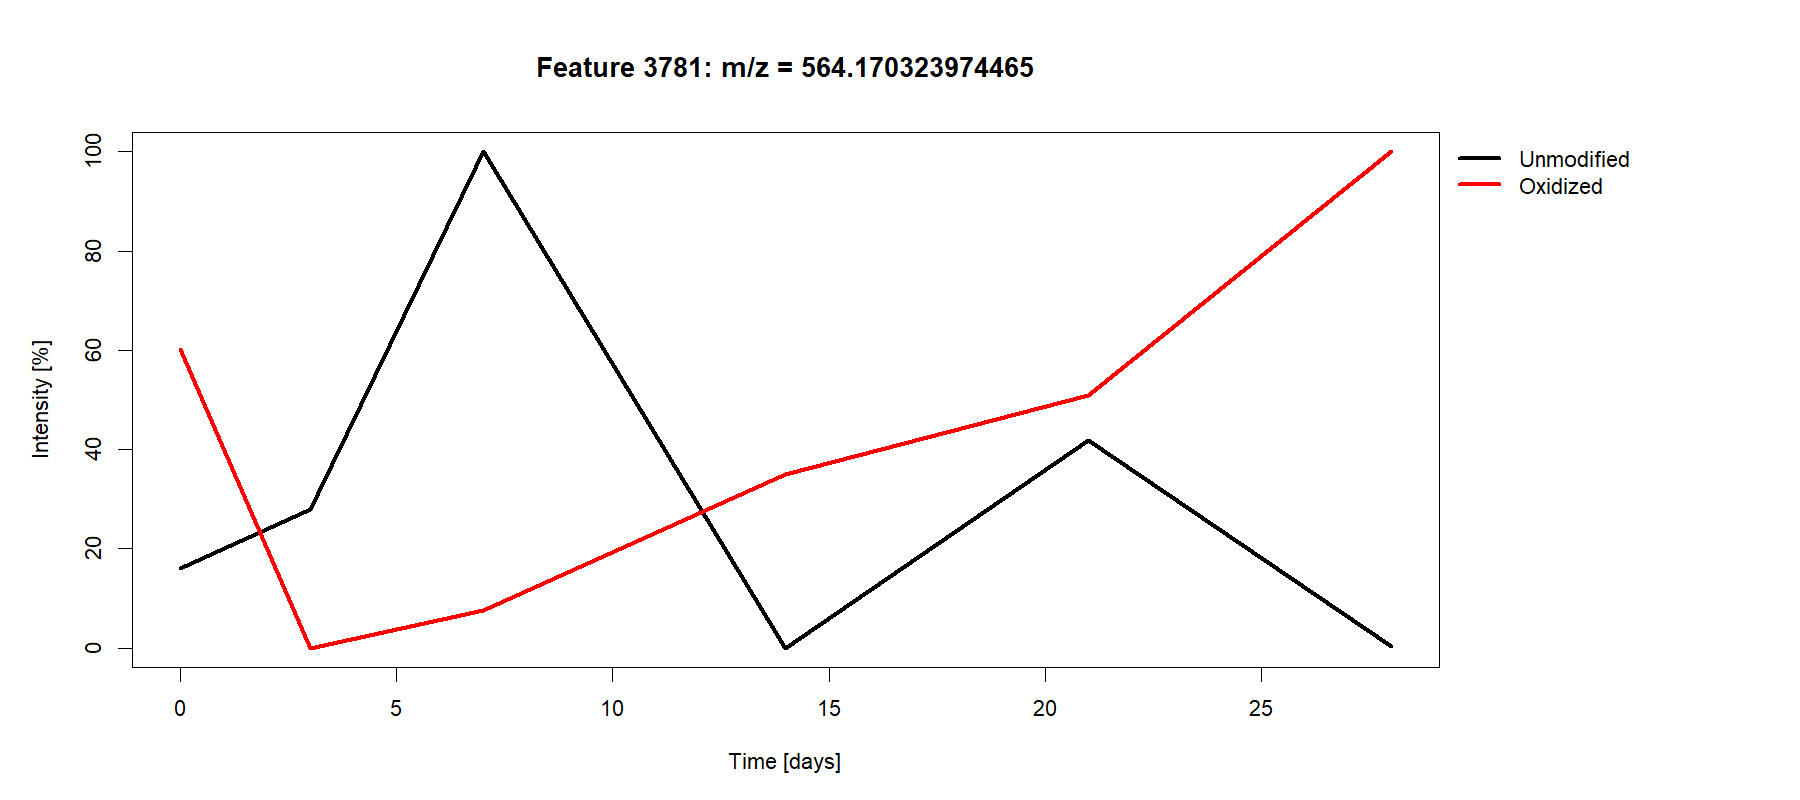 Feature 3781: m/z = 564.170323974465
Unmodified
Oxidized
Intensity [%]
100
80
60
40
20
0
0 5 10 15 20 25
Time [days]